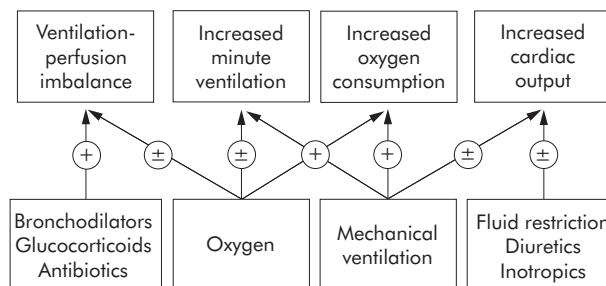 Ventilation-
perfusion
imbalance
Increased
minute
ventilation
Increased
oxygen
consumption
Increased
cardiac
output
+
±
±
+
+
±
±
Bronchodilators
Glucocorticoids
Antibiotics
Oxygen
Mechanical
ventilation
Fluid restriction
Diuretics
Inotropics